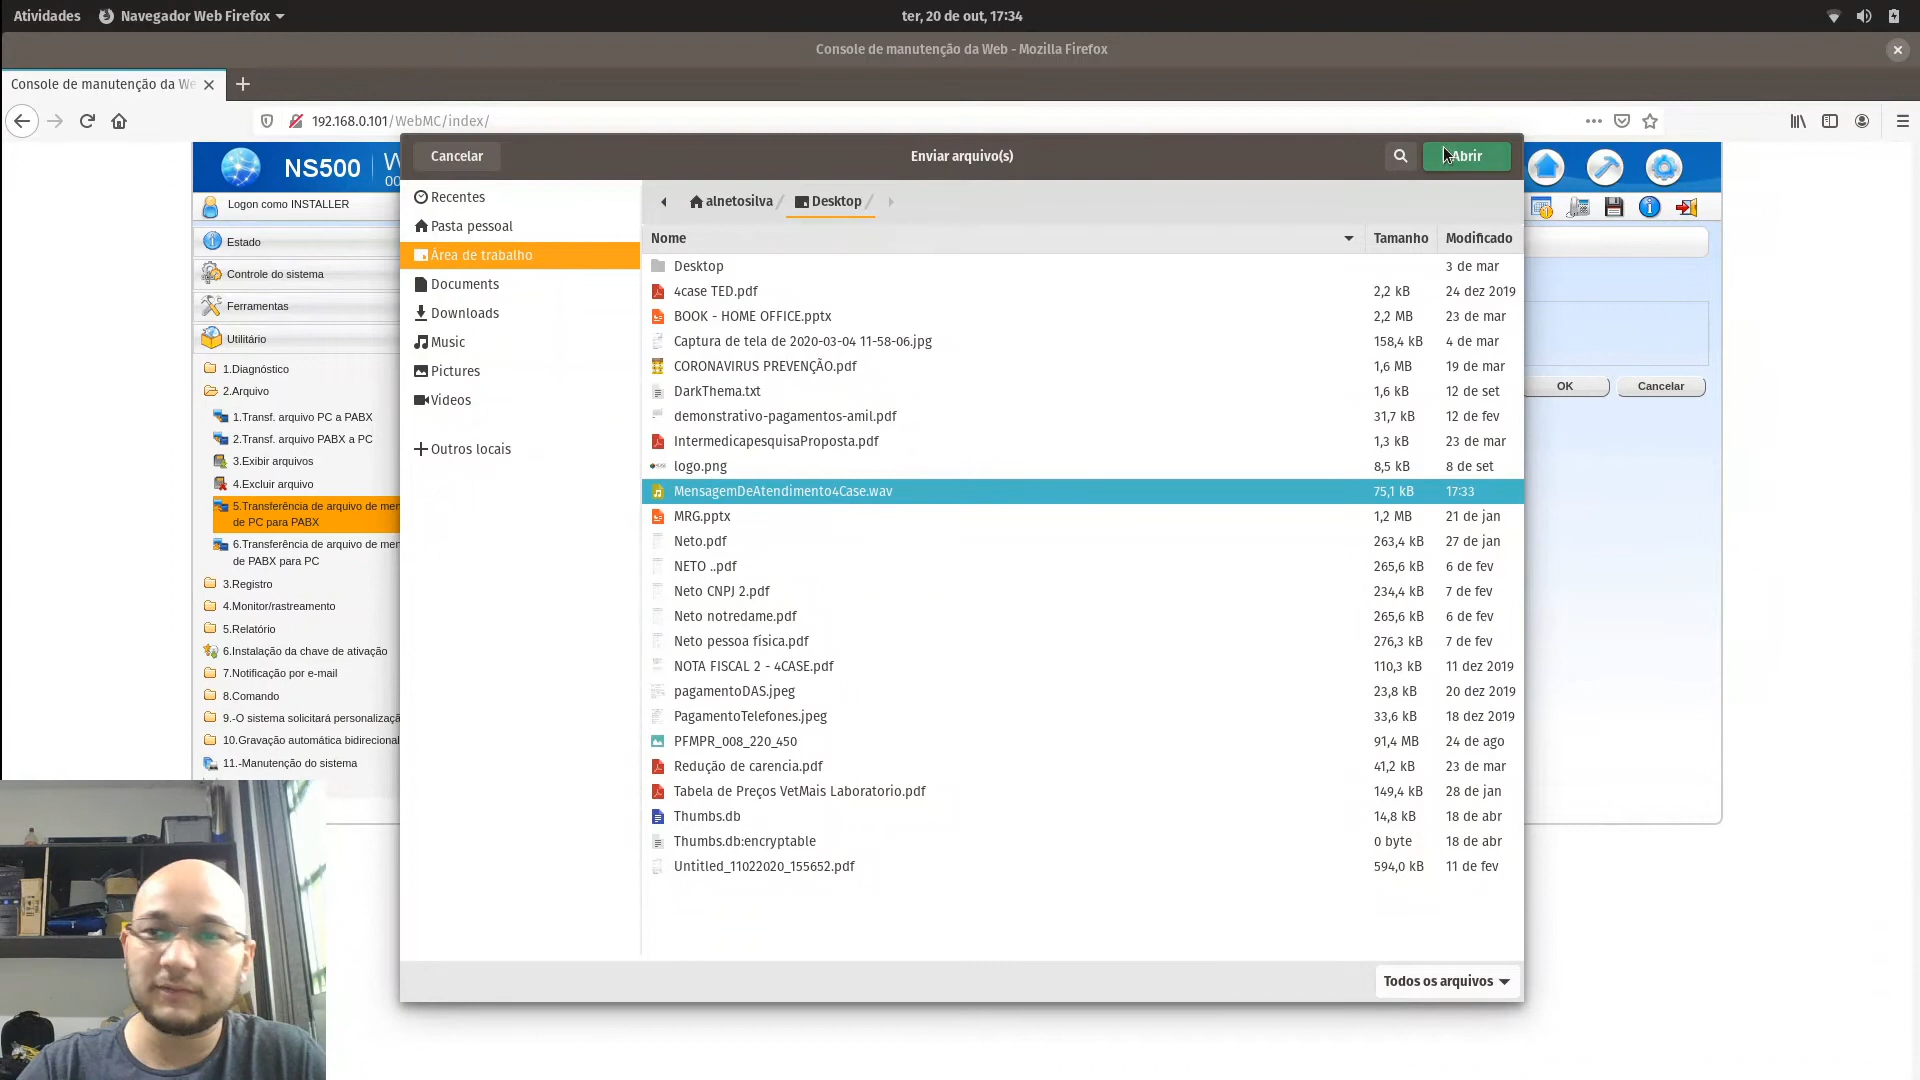 Atividades
Navegador Web Firefox
ter, 20 de out, 17:34
Console de manutenção da Web - Mozilla Firefox
Console de manutenção da We
192.168.0.101/WebMC/index/
NS500
W
00
Logon como INSTALLER
Estado
Controle do sistema
Ferramentas
Utilitário
1.Diagnóstico
2.Arquivo
1.Transf. arquivo PC a PABX
2.Transf. arquivo PABX a PC
3.Exibir arquivos
4.Excluir arquivo
5.Transferência de arquivo de men
de PC para PABX
6.Transferência de arquivo de men
de PABX para PC
3.Registro
4.Monitor/rastreamento
5.Relatório
6.Instalação da chave de ativação
7.Notificação por e-mail
8.Comando
9.-O sistema solicitará personalizaçã
10.Gravação automática bidirecional
11.-Manutenção do sistema
Cancelar
Enviar arquivo(s)
Abrir
Recentes
Pasta pessoal
Área de trabalho
Documents
Downloads
Music
Pictures
Videos
Outros locais
alnetosilva
Desktop
Nome Tamanho Modificado
Desktop 3 de mar
4case TED.pdf 2,2 kB 24 dez 2019
BOOK - HOME OFFICE.pptx 2,2 MB 23 de mar
Captura de tela de 2020-03-04 11-58-06.jpg 158,4 kB 4 de mar
CORONAVIRUS PREVENÇÃO.pdf 1,6 MB 19 de mar
DarkThema.txt 1,6 kB 12 de set
demonstrativo-pagamentos-amil.pdf 31,7 kB 12 de fev
IntermedicapesquisaProposta.pdf 1,3 kB 23 de mar
logo.png 8,5 kB 8 de set
MensagemDeAtendimento4Case.wav 75,1 kB 17:33
MRG.pptx 1,2 MB 21 de jan
Neto.pdf 263,4 kB 27 de jan
NETO ..pdf 265,6 kB 6 de fev
Neto CNPJ 2.pdf 234,4 kB 7 de fev
Neto notredame.pdf 265,6 kB 6 de fev
Neto pessoa física.pdf 276,3 kB 7 de fev
NOTA FISCAL 2 - 4CASE.pdf 110,3 kB 11 dez 2019
pagamentoDAS.jpeg 23,8 kB 20 dez 2019
PagamentoTelefones.jpeg 33,6 kB 18 dez 2019
PFMPR_008_220_450 91,4 MB 24 de ago
Redução de carencia.pdf 41,2 kB 23 de mar
Tabela de Preços VetMais Laboratorio.pdf 149,4 kB 28 de jan
Thumbs.db 14,8 kB 18 de abr
Thumbs.db:encryptable 0 byte 18 de abr
Untitled_11022020_155652.pdf 594,0 kB 11 de fev
Todos os arquivos
OK
Cancelar